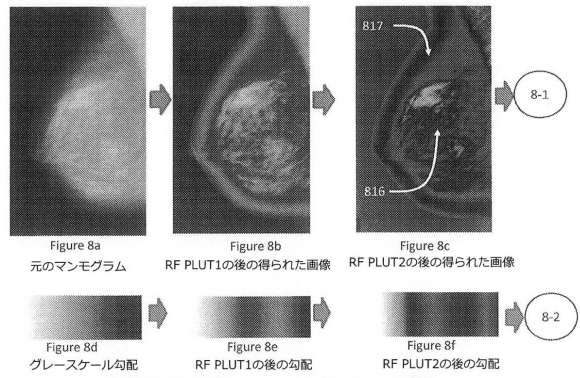 817
816
8-1
Figure 8a
Figure 8b
Figure 8c
元のマンモグラム
RF PLUT1の後の得られた画像
RF PLUT2の後の得られた画像
8-2
Figure 8d
Figure 8e
Figure 8f
グレースケール勾配
RF PLUT1の後の勾配
RF PLUT2の後の勾配